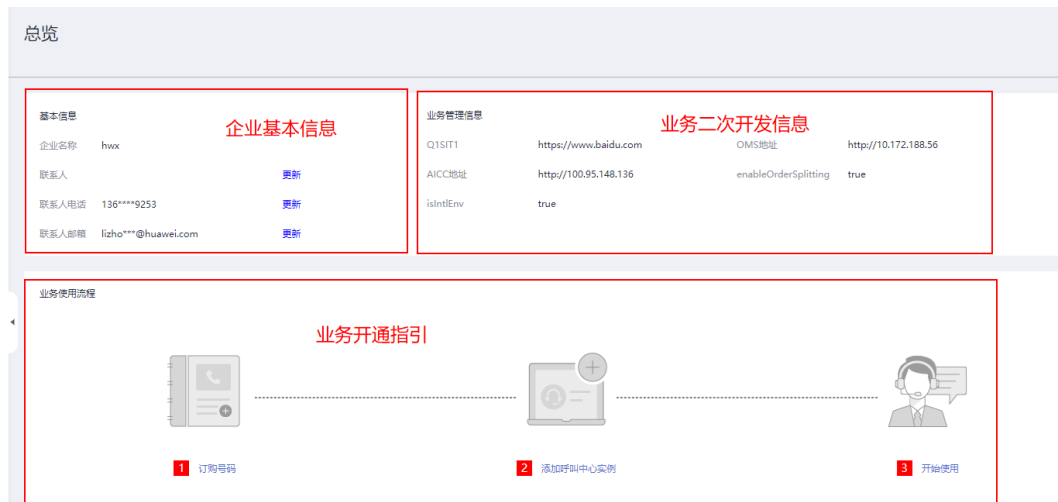 总览
基本信息
企业基本信息
企业名称 hwx
联系人 更新
联系人电话 136****9253 更新
联系人邮箱 lizho***@huawei.com 更新
业务管理信息
业务二次开发信息
Q1SIT1 https://www.baidu.com OMS地址 http://10.172.188.56
AICC地址 http://100.95.148.136 enableOrderSplitting true
isIntlEnv true
业务使用流程
业务开通指引
1 订购号码
2 添加呼叫中心实例
3 开始使用